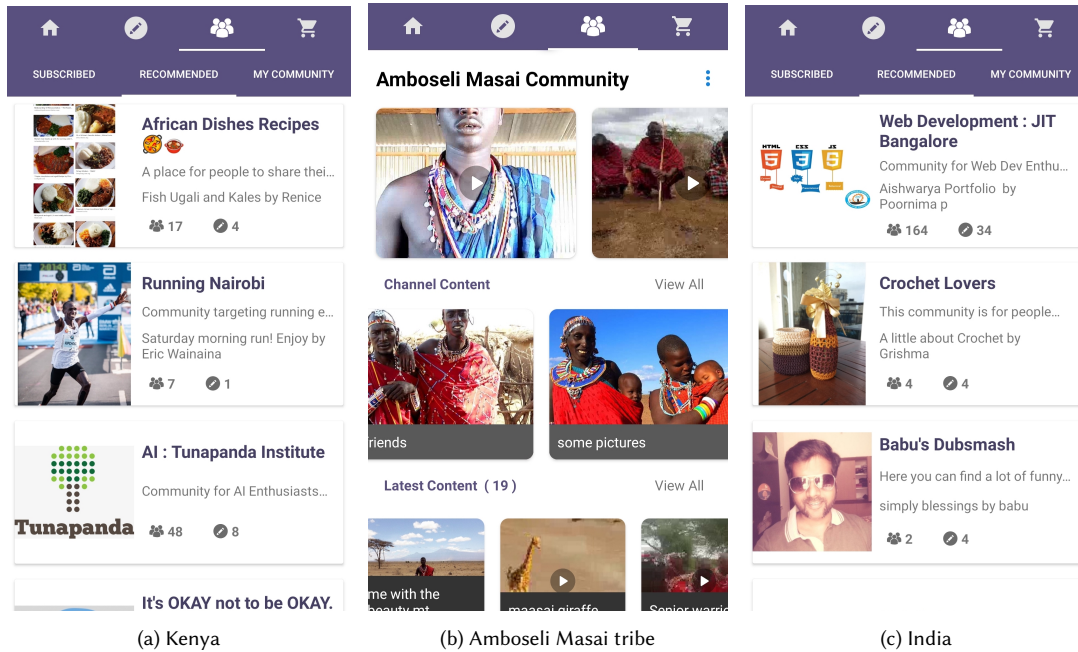 SUBSCRIBED
RECOMMENDED
MY COMMUNITY
African Dishes Recipes
A place for people to share thei...
Fish Ugali and Kales by Renice
17
4
Running Nairobi
Community targeting running e...
Saturday morning run! Enjoy by
Eric Wainaina
7
1
AI : Tunapanda Institute
Community for AI Enthusiasts...
48
8
Tunapanda
It's OKAY not to be OKAY.
(a) Kenya
Amboseli Masai Community
Channel Content
View All
riends
some pictures
Latest Content ( 19 )
View All
me with the
beauty mt
maasai giraffe
Senior warrio
(b) Amboseli Masai tribe
SUBSCRIBED
RECOMMENDED
MY COMMUNITY
HTML
CSS
JS
5
3
5
Web Development : JIT
Bangalore
Community for Web Dev Enthu...
Aishwarya Portfolio by
Poornima p
164
34
Crochet Lovers
This community is for people...
A little about Crochet by
Grishma
4
4
Babu's Dubsmash
Here you can find a lot of funny...
simply blessings by babu
2
4
(c) India